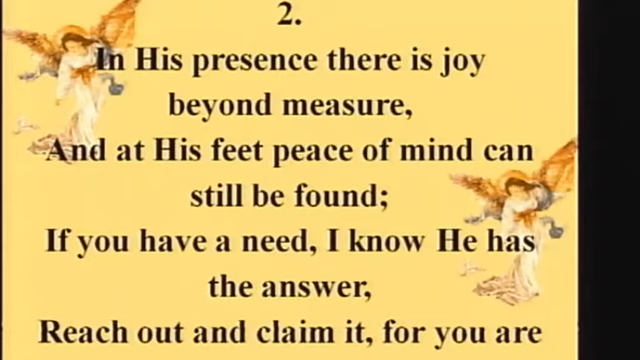 2.
In His presence there is joy
beyond measure,
And at His feet peace of mind can
still be found;
If you have a need, I know He has
the answer,
Reach out and claim it, for you are